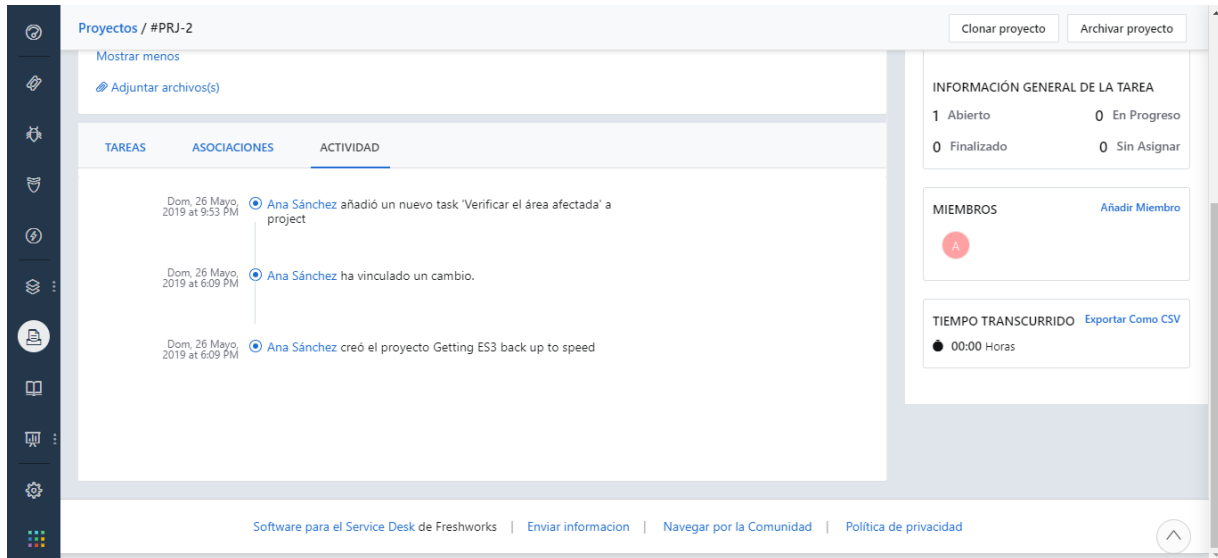 Proyectos / #PRJ-2
Clonar proyecto
Archivar proyecto
Mostrar menos
Adjuntar archivos(s)
TAREAS
ASOCIACIONES
ACTIVIDAD
Dom, 26 Mayo,
2019 at 9:53 PM
Ana Sánchez añadió un nuevo task 'Verificar el área afectada' a
project
Dom, 26 Mayo,
2019 at 6:09 PM
Ana Sánchez ha vinculado un cambio.
Dom, 26 Mayo,
2019 at 6:09 PM
Ana Sánchez creó el proyecto Getting ES3 back up to speed
INFORMACIÓN GENERAL DE LA TAREA
1 Abierto
0 En Progreso
0 Finalizado
0 Sin Asignar
MIEMBROS
Añadir Miembro
A
TIEMPO TRANSCURRIDO
Exportar Como CSV
00:00 Horas
Software para el Service Desk de Freshworks | Enviar informacion | Navegar por la Comunidad | Política de privacidad